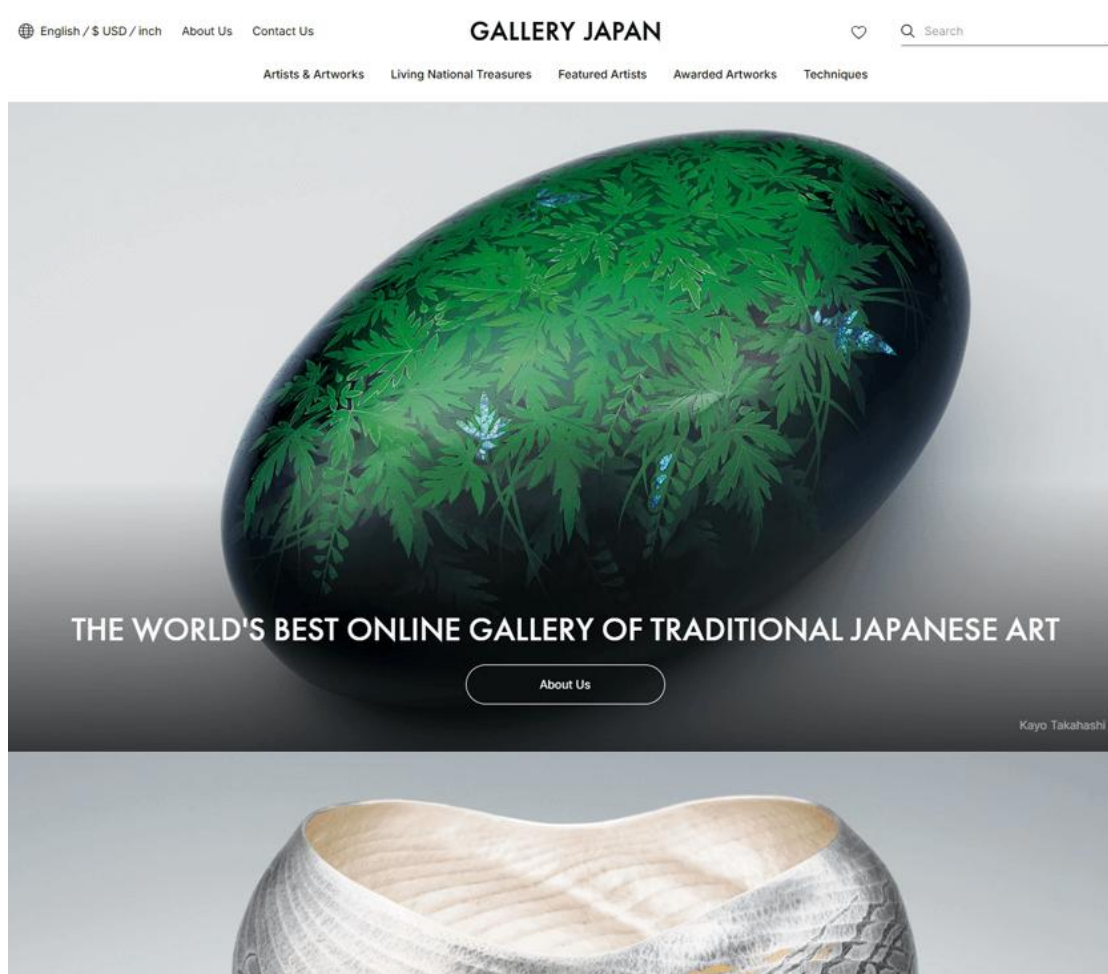 English / $ USD / inch About Us Contact Us GALLERY JAPAN Search
Artists & Artworks Living National Treasures Featured Artists Awarded Artworks Techniques
THE WORLD'S BEST ONLINE GALLERY OF TRADITIONAL JAPANESE ART
About Us
Kayo Takahashi